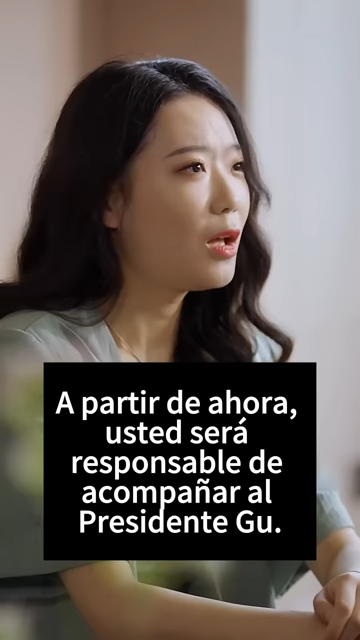 A partir de ahora,
usted será
responsable de
acompañar al
Presidente Gu.